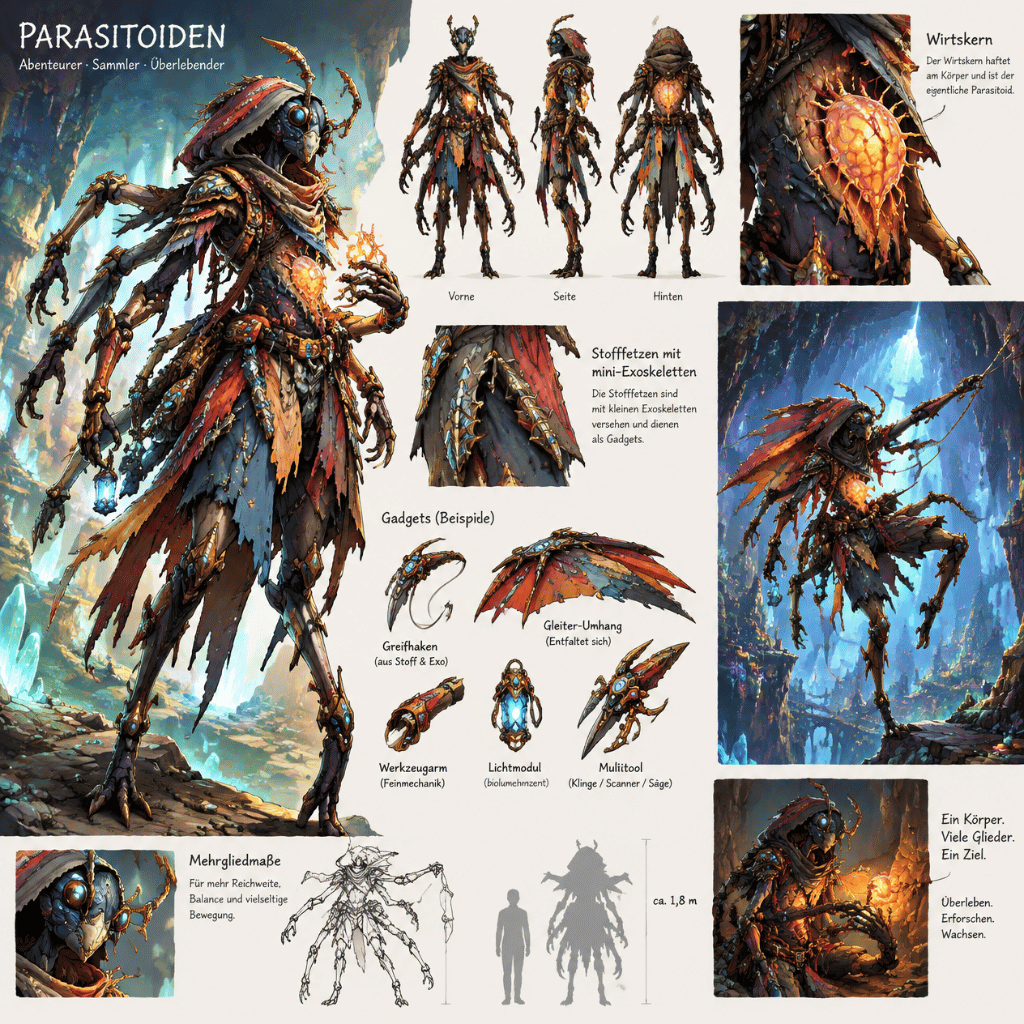 PARASITOIDEN
Abenteurer · Sammler · Überlebender
Vorne
Seite
Hinten
Wirtskern
Der Wirtskern haftet
am Körper und ist der
eigentliche Parasitoid.
Stofffetzen mit
mini-Exoskeletten
Die Stofffetzen sind
mit kleinen Exoskeletten
versehen und dienen
als Gadgets.
Gadgets (Beispide)
Greifhaken
(aus Stoff & Exo)
Gleiter-Umhang
(Entfaltet sich)
Werkzeugarm
(Feinmechanik)
Lichtmodul
Muliitool
(Klinge / Scanner / Säge)
Mehrgliedmaße
Für mehr Reichweite,
Balance und vielseitige
Bewegung.
ca. 1,8 m
Ein Körper.
Viele Glieder.
Ein Ziel.
Überleben.
Erforschen.
Wachsen.